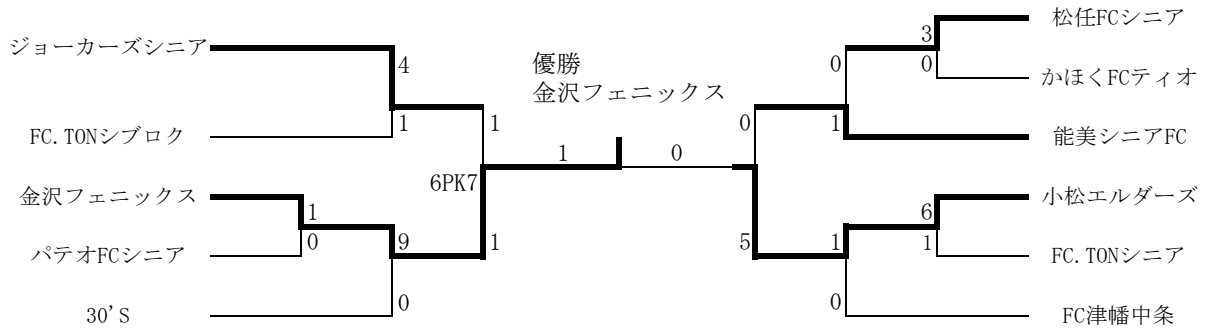 松任FCシニア
3
ジョーカーズシニア
4
優勝
金沢フェニックス
0
0
かほくFCティオ
FC.TONシブロク
1
1
0
1
能美シニアFC
1
0
6PK7
金沢フェニックス
1
小松エルダーズ
6
0
9
1
5
1
1
パテオFCシニア
FC.TONシニア
30'S
0
0
FC津幡中条